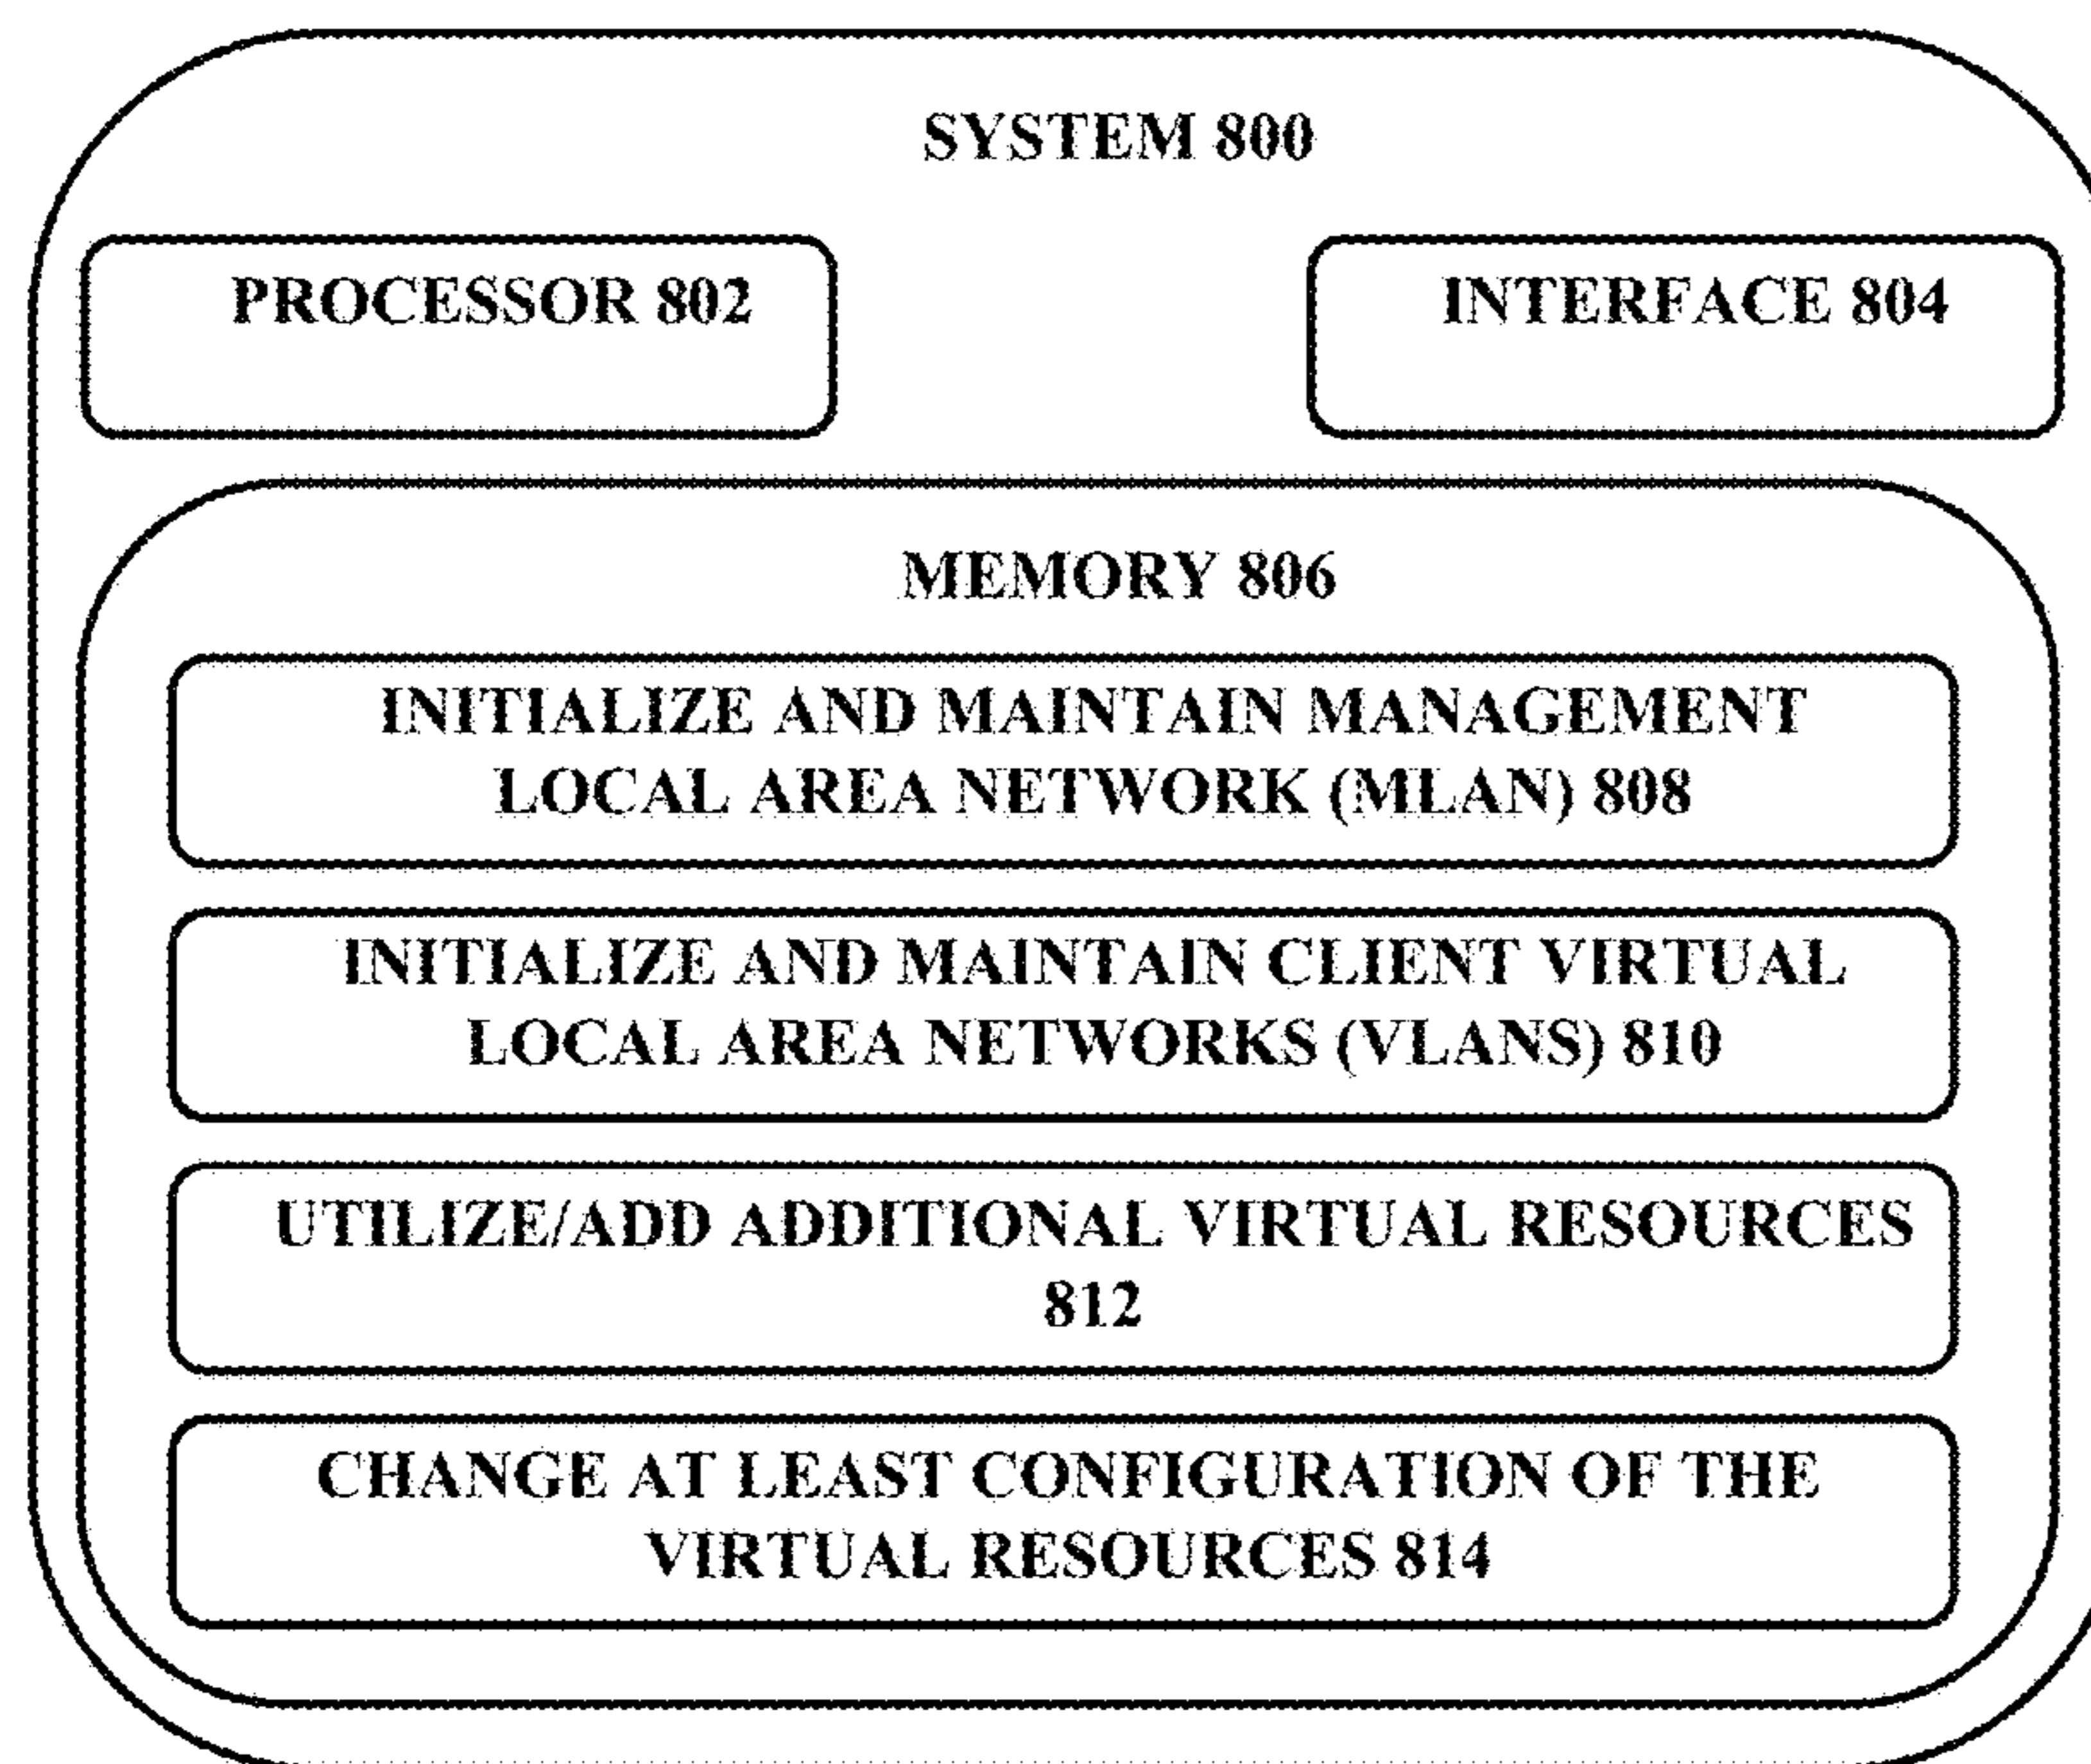 SYSTEM 800
PROCESSOR 802
INTERFACE 804
MEMORY 806
INITIALIZE AND MAINTAIN MANAGEMENT
LOCAL AREA NETWORK (MLAN) 808
INITIALIZE AND MAINTAIN CLIENT VIRTUAL
LOCAL AREA NETWORKS (VLANS) 810
UTILIZE/ADD ADDITIONAL VIRTUAL RESOURCES
812
CHANGE AT LEAST CONFIGURATION OF THE
VIRTUAL RESOURCES 814